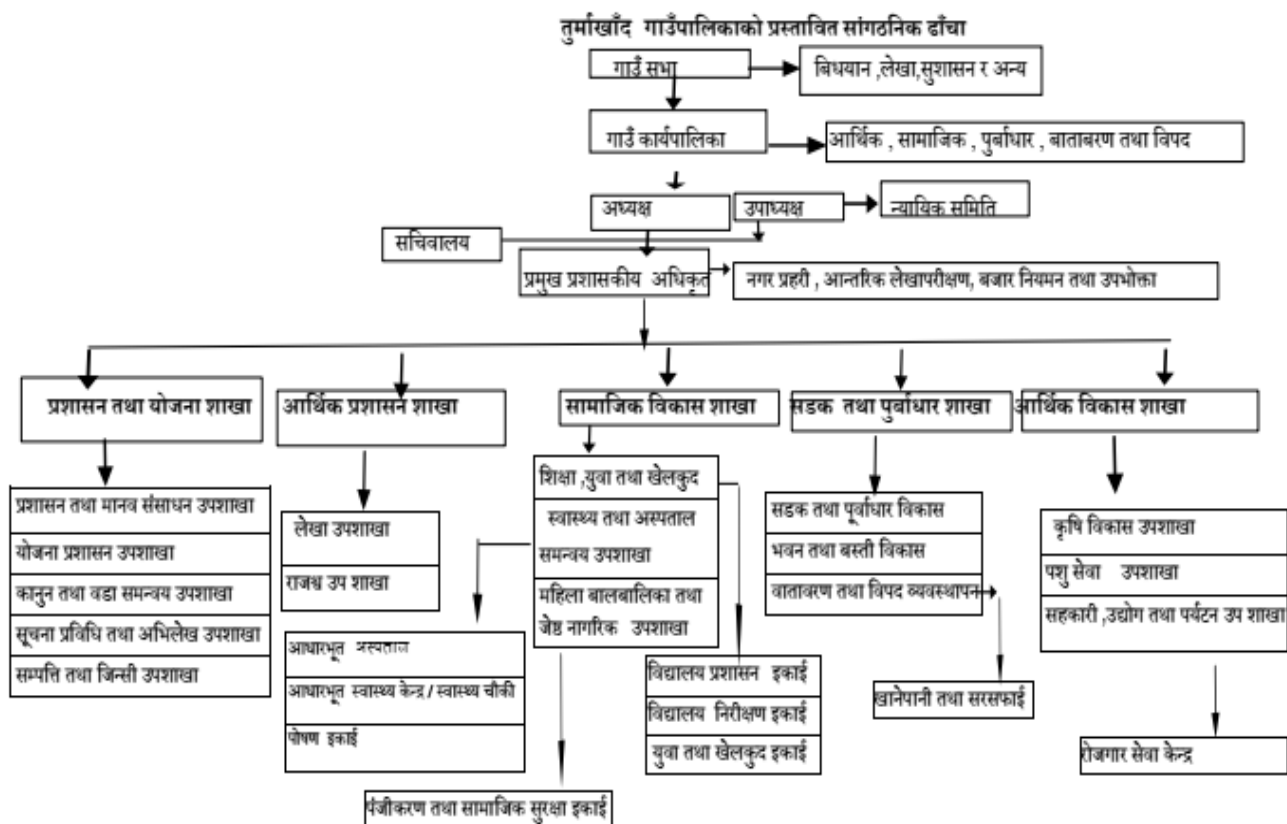 तुर्माखाँद गाउँपालिकाको प्रस्तावित सांगठनिक ढाँचा
गाउँ सभा
बिधयान ,लेखा,सुशासन र अन्य
गाउँ कार्यपालिका
आर्थिक , सामाजिक , पुर्बाधार , बाताबरण तथा विपद
अध्यक्ष
उपाध्यक्ष
न्यायिक समिति
सचिवालय
प्रमुख प्रशासकीय अधिकृत
नगर प्रहरी , आन्तरिक लेखापरीक्षण, बजार नियमन तथा उपभोक्ता
प्रशासन तथा योजना शाखा
आर्थिक प्रशासन शाखा
सामाजिक विकास शाखा
सडक तथा पुर्बाधार शाखा
आर्थिक विकास शाखा
प्रशासन तथा मानव संसाधन उपशाखा
योजना प्रशासन उपशाखा
कानुन तथा वडा समन्वय उपशाखा
सूचना प्रविधि तथा अभिलेख उपशाखा
सम्पत्ति तथा जिन्सी उपशाखा
लेखा उपशाखा
राजश्व उप शाखा
शिक्षा ,युवा तथा खेलकुद
स्वास्थ्य तथा अस्पताल
समन्वय उपशाखा
महिला बालबालिका तथा
जेष्ठ नागरिक उपशाखा
सडक तथा पूर्वाधार विकास
भवन तथा बस्ती विकास
वातावरण तथा विपद व्यवस्थापन
कृषि विकास उपशाखा
पशु सेवा उपशाखा
सहकारी ,उद्योग तथा पर्यटन उप शाखा
आधारभूत अस्पताल
आधारभूत स्वास्थ्य केन्द्र / स्वास्थ्य चौकी
पोषण इकाई
विद्यालय प्रशासन इकाई
विद्यालय निरीक्षण इकाई
युवा तथा खेलकुद इकाई
खानेपानी तथा सरसफाई
रोजगार सेवा केन्द्र
पंजीकरण तथा सामाजिक सुरक्षा इकाई